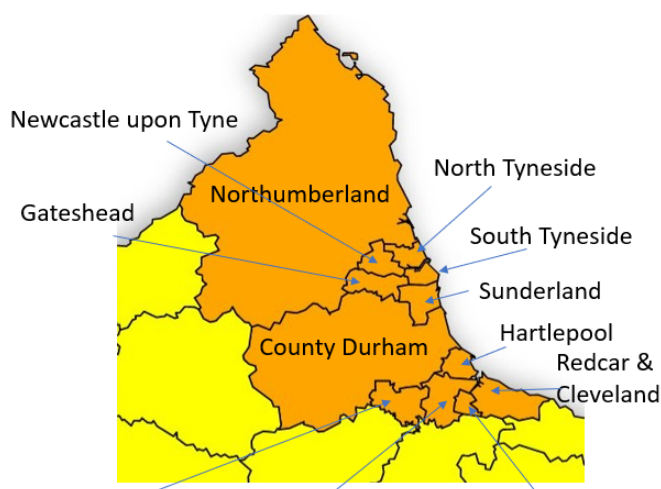 Newcastle upon Tyne
North Tyneside
Northumberland
Gateshead
South Tyneside
Sunderland
Hartlepool
County Durham
Redcar &
Cleveland